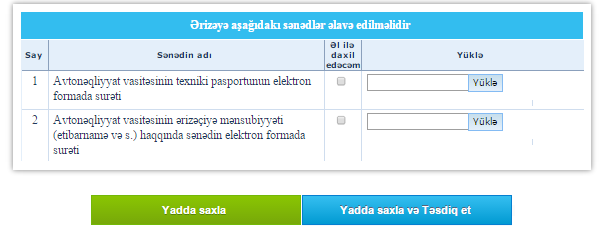 Ərizəyə aşağıdakı sənədlər əlavə edilməlidir
Say Sənədin adı Əl ilə daxil edəcəm Yüklə
1 Avtonəqliyyat vasitəsinin texniki pasportunun elektron
formada surəti
Yüklə
2 Avtonəqliyyat vasitəsinin ərizəçiyə mənsubiyyəti
(etibarnamə və s.) haqqında sənədin elektron formada
surəti
Yüklə
Yadda saxla
Yadda saxla və Təsdiq et